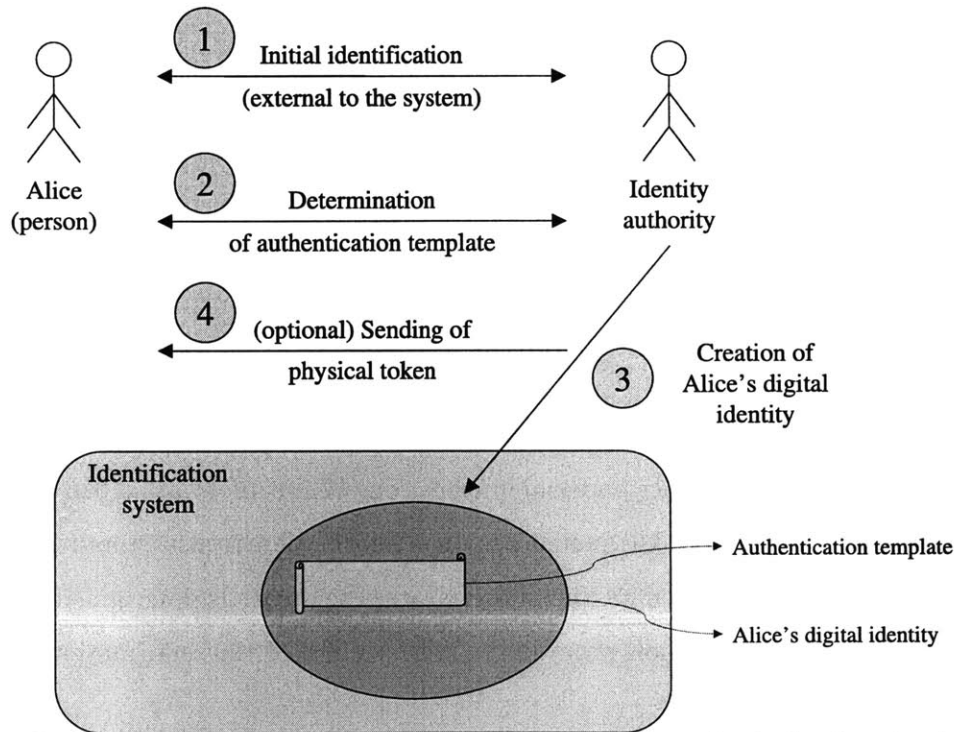 1
Initial identification
(external to the system)
Alice
(person)
Identity
authority
2
Determination
of authentication template
4
(optional) Sending of
physical token
3
Creation of
Alice's digital
identity
Identification
system
Authentication template
Alice's digital identity